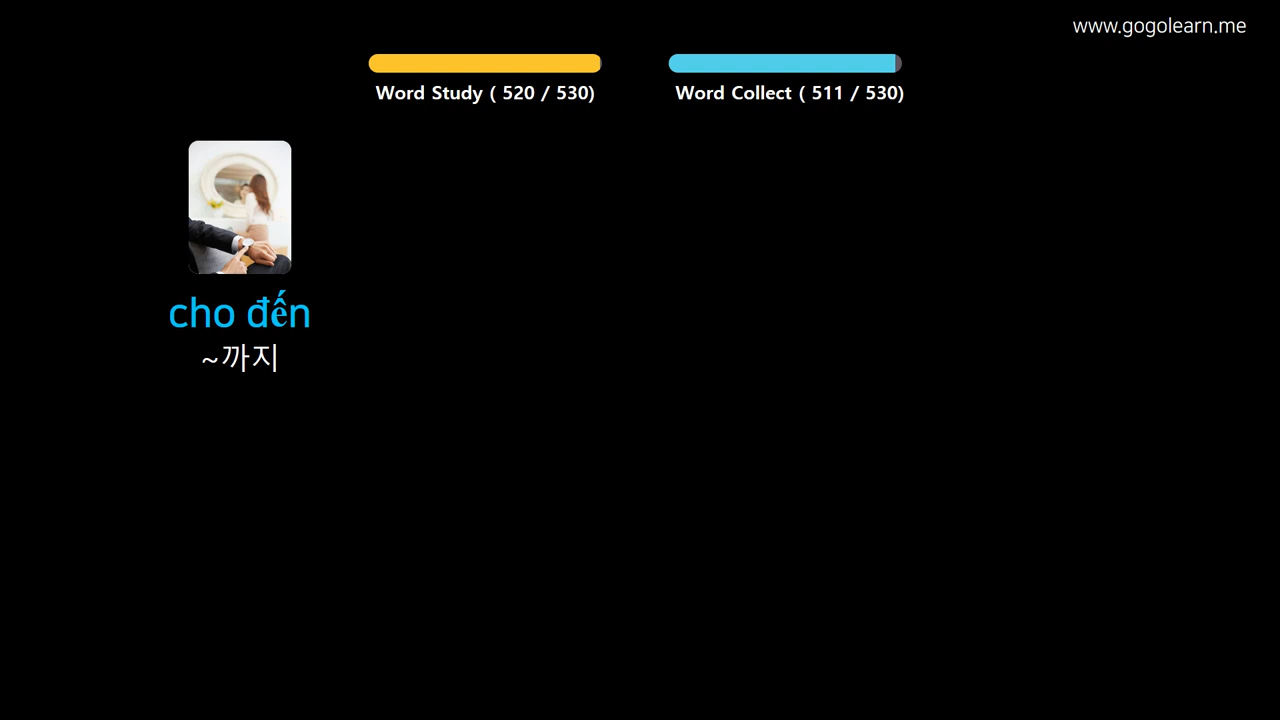 www.gogolearn.me
Word Study ( 520 / 530)
Word Collect ( 511 / 530)
cho đến
~까지